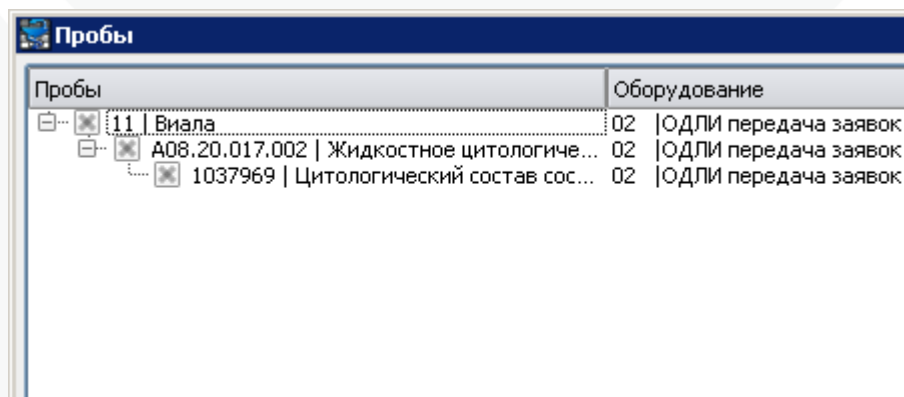 Пробы
Пробы Оборудование
11 | Виала 02 |ОДЛИ передача заявок
A08.20.017.002 | Жидкостное цитологиче... 02 |ОДЛИ передача заявок
1037969 | Цитологический состав сос... 02 |ОДЛИ передача заявок